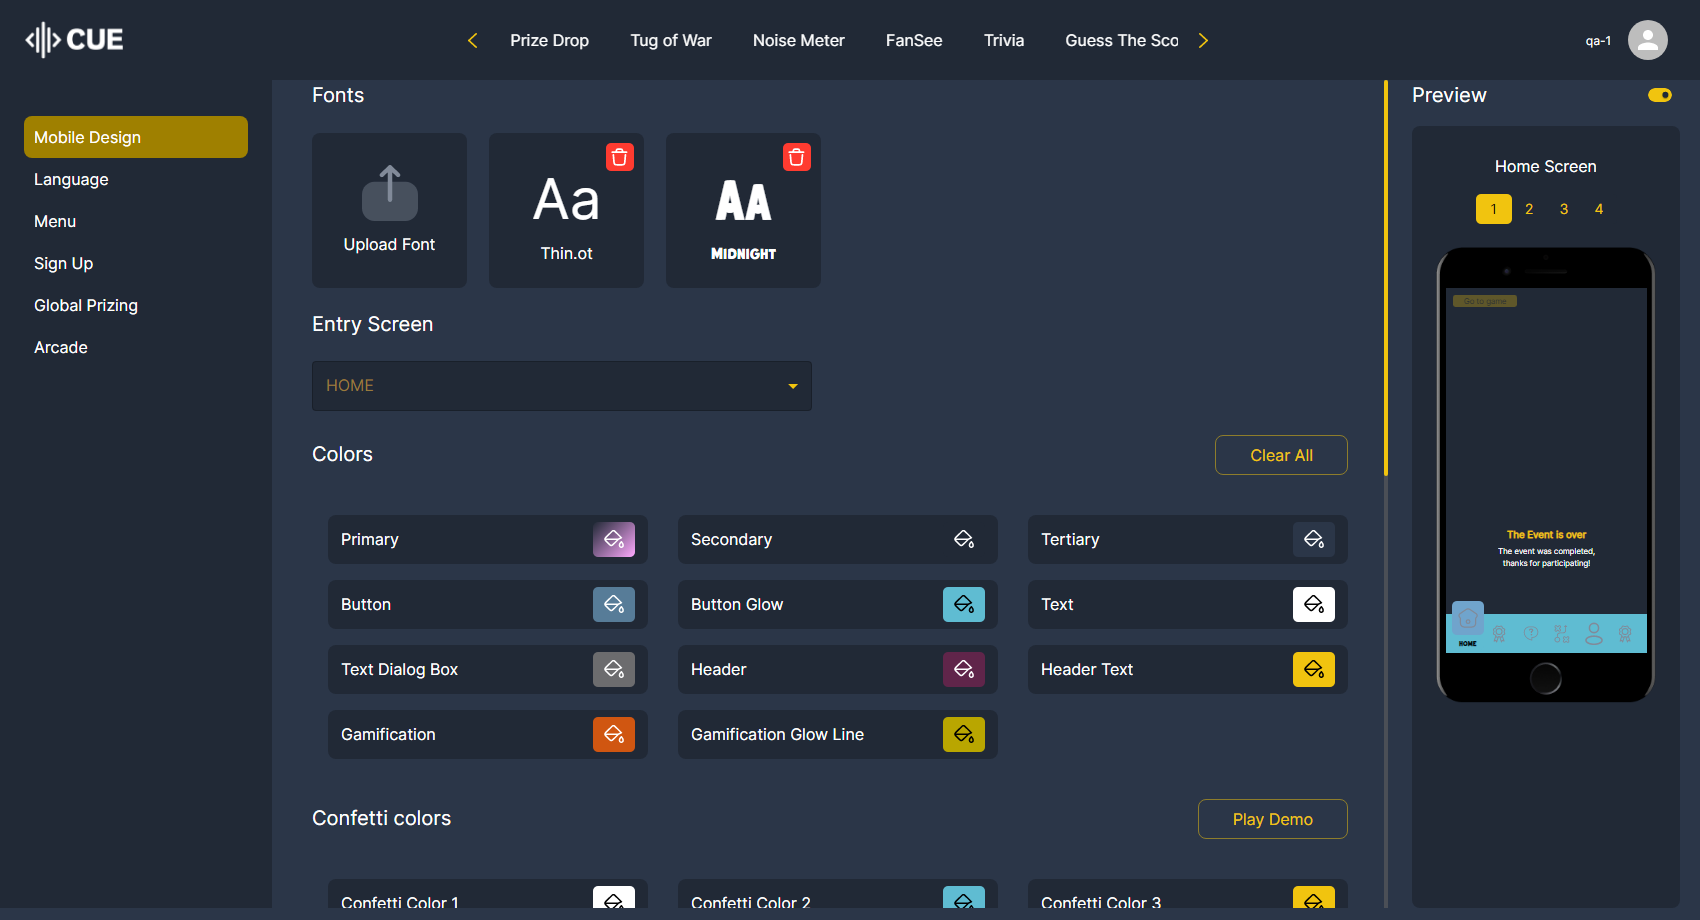 CUE
Prize Drop
Tug of War
Noise Meter
FanSee
Trivia
Guess The Sco
qa-1
Mobile Design
Language
Menu
Sign Up
Global Prizing
Arcade
Fonts
Upload Font
Aa
Thin.ot
AA
MIDNIGHT
Entry Screen
HOME
Colors
Clear All
Primary
Secondary
Tertiary
Button
Button Glow
Text
Text Dialog Box
Header
Header Text
Gamification
Gamification Glow Line
Confetti colors
Play Demo
Confetti Color 1
Confetti Color 2
Confetti Color 3
Preview
Home Screen
1 2 3 4
Go to game
The Event is over
The event was completed,
thanks for participating!
HOME